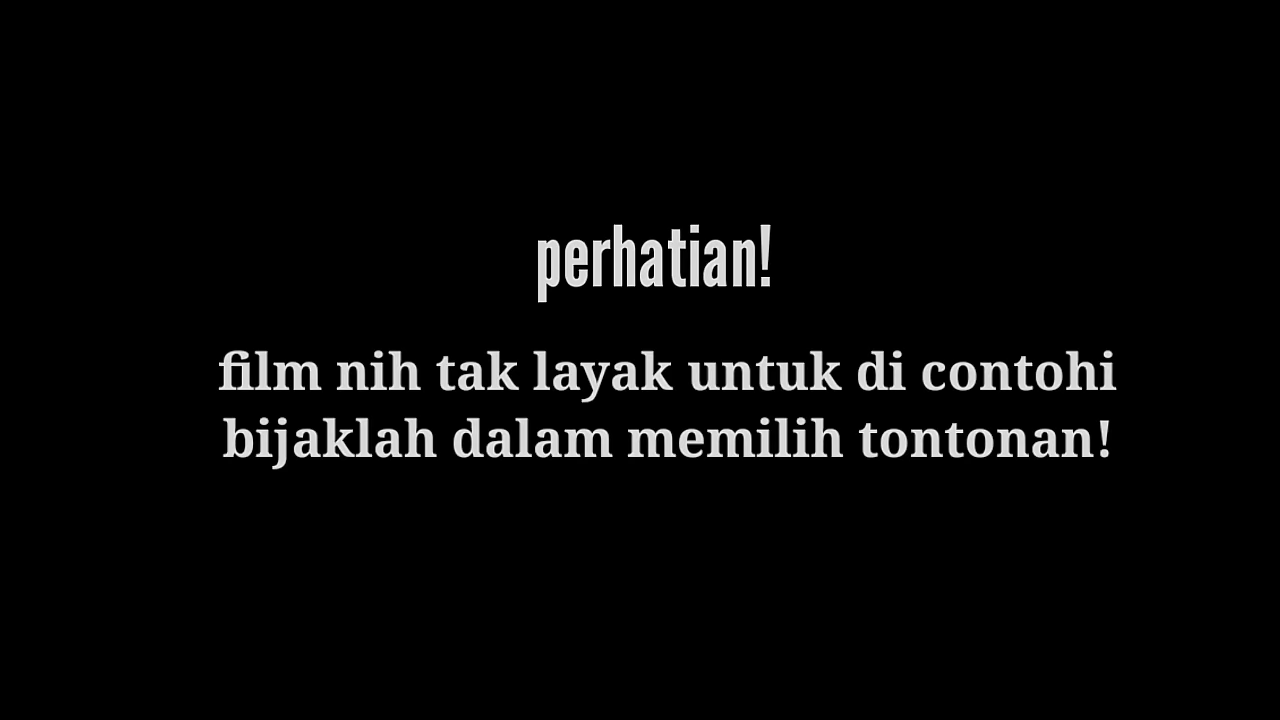 perhatian!
film nih tak layak untuk di contohi
bijaklah dalam memilih tontonan!